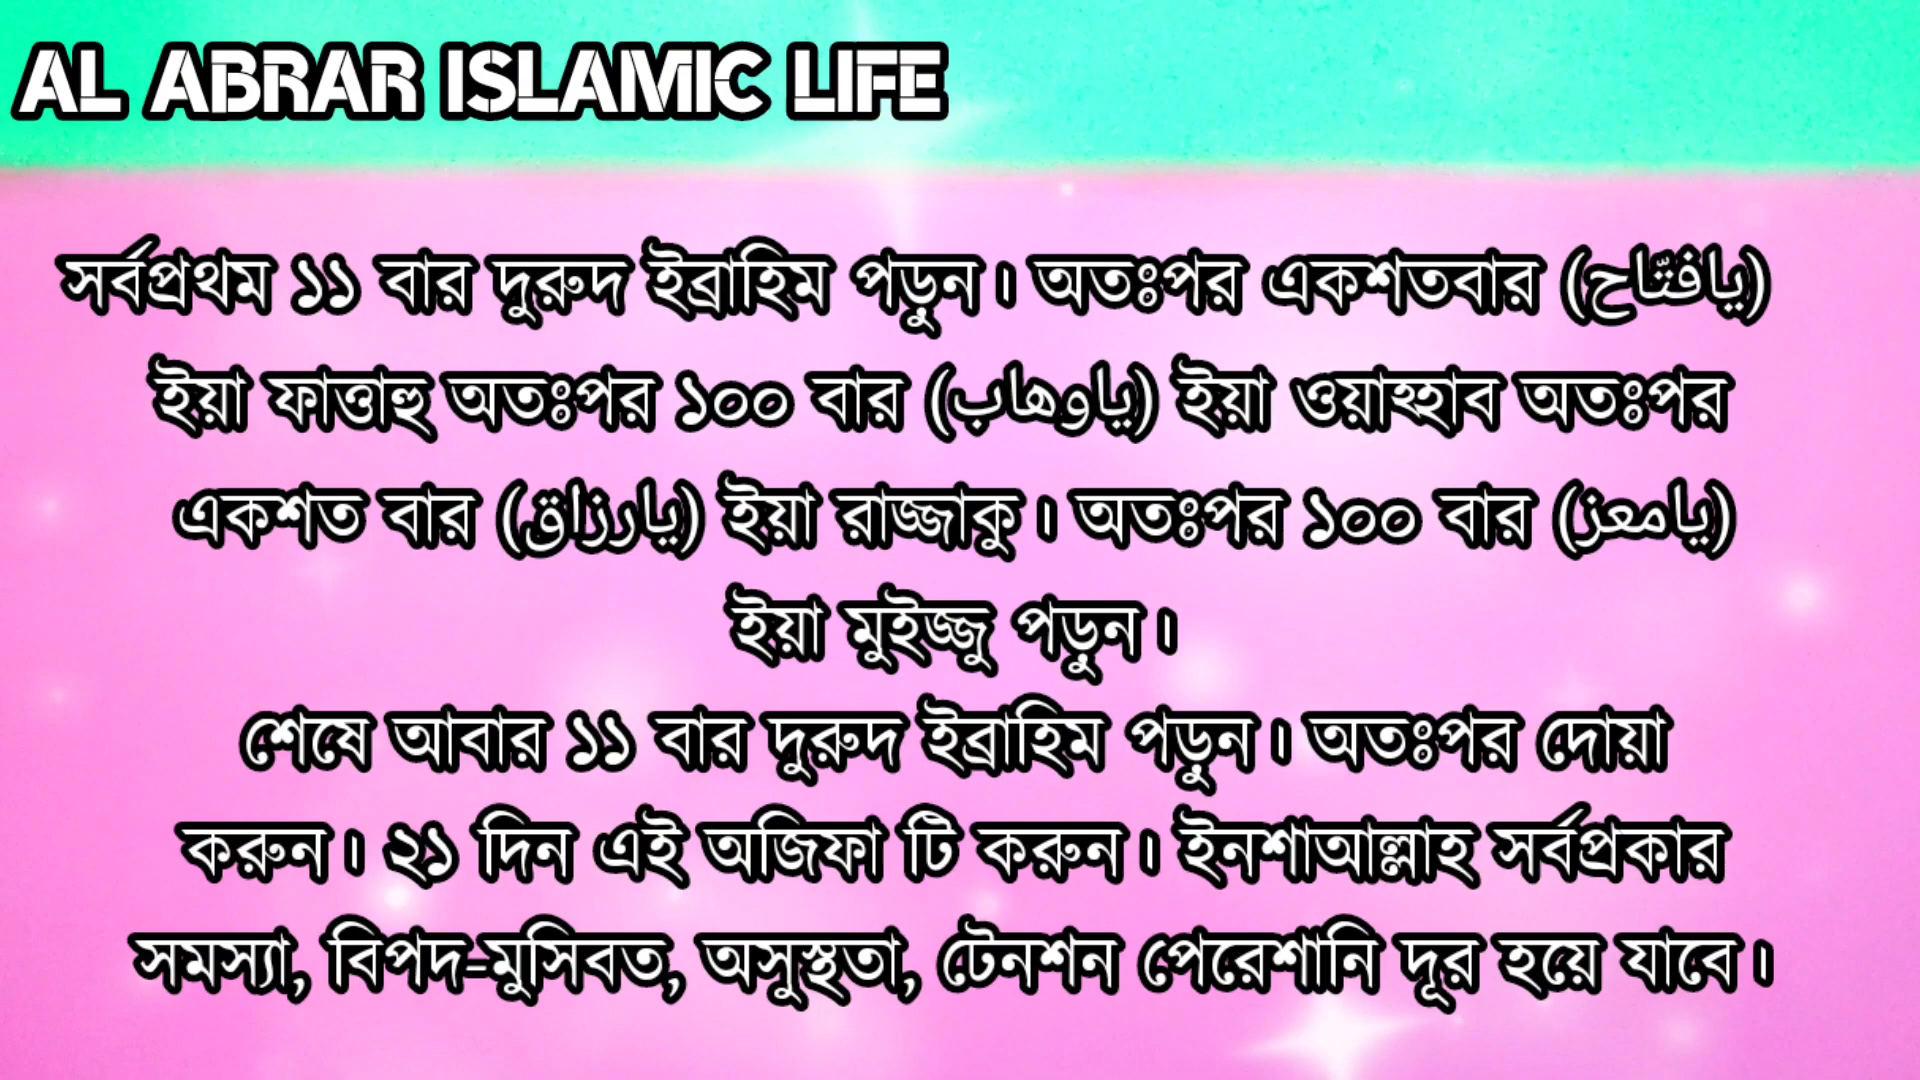 AL ABRAR ISLAMIC LIFE
সর্বপ্রথম ১১ বার দুরুদ ইব্রাহিম পড়ুন। অতঃপর একশতবার (يافتّاح)
ইয়া ফাত্তাহু অতঃপর ১০০ বার (ياوهاب) ইয়া ওয়াহ্হাব অতঃপর
একশত বার (يارزاق) ইয়া রাজ্জাকু। অতঃপর ১০০ বার (يامعز)
ইয়া মুইজ্জু পড়ুন।
শেষে আবার ১১ বার দুরুদ ইব্রাহিম পড়ুন। অতঃপর দোয়া
করুন। ২১ দিন এই অজিফা টি করুন। ইনশাআল্লাহ সর্বপ্রকার
সমস্যা, বিপদ-মুসিবত, অসুস্থতা, টেনশন পেরেশানি দূর হয়ে যাবে।